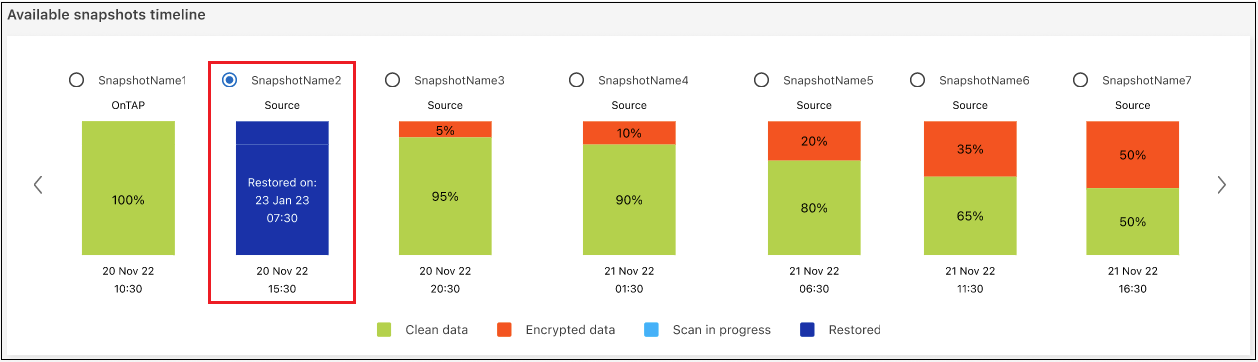 Available snapshots timeline
SnapshotName1 SnapshotName2 SnapshotName3 SnapshotName4 SnapshotName5 SnapshotName6 SnapshotName7
OnTAP Source Source Source Source Source Source
5% 10% 20% 35% 50%
100% Restored on: 23 Jan 23 07:30 95% 90% 80% 65% 50%
20 Nov 22 20 Nov 22 20 Nov 22 21 Nov 22 21 Nov 22 21 Nov 22 21 Nov 22
10:30 15:30 20:30 01:30 06:30 11:30 16:30
Clean data Encrypted data Scan in progress Restored